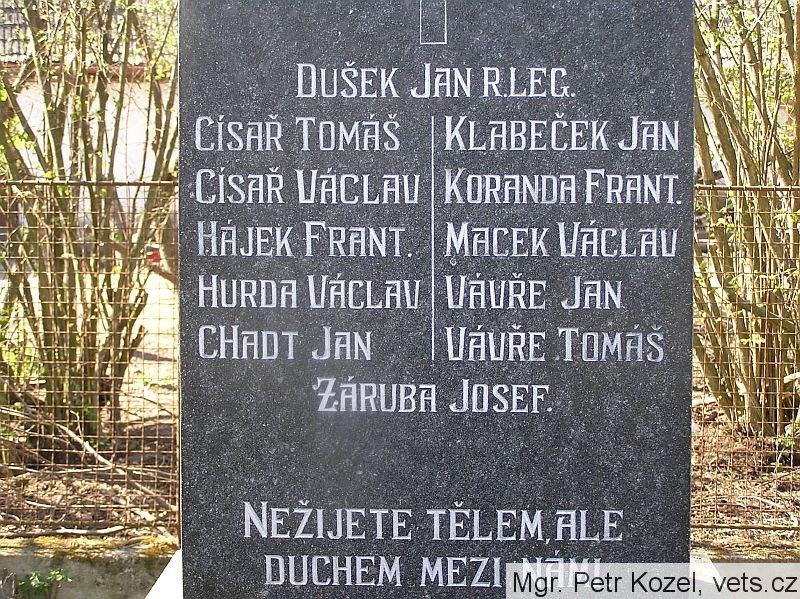 DUŠEK JAN R.LEG.
CÍSAŘ TOMÁŠ
CÍSAŘ VÁCLAV
HÁJEK FRANT.
HURDA VÁCLAV
CHADT JAN
KLABEČEK JAN
KORANDA FRANT.
MACEK VÁCLAV
VÁVŘE JAN
VÁVŘE TOMÁŠ
ZÁRUBA JOSEF.
NEŽIJETE TĚLEM, ALE
DUCHEM MEZI NÁMI
Mgr. Petr Kozel, vets.cz